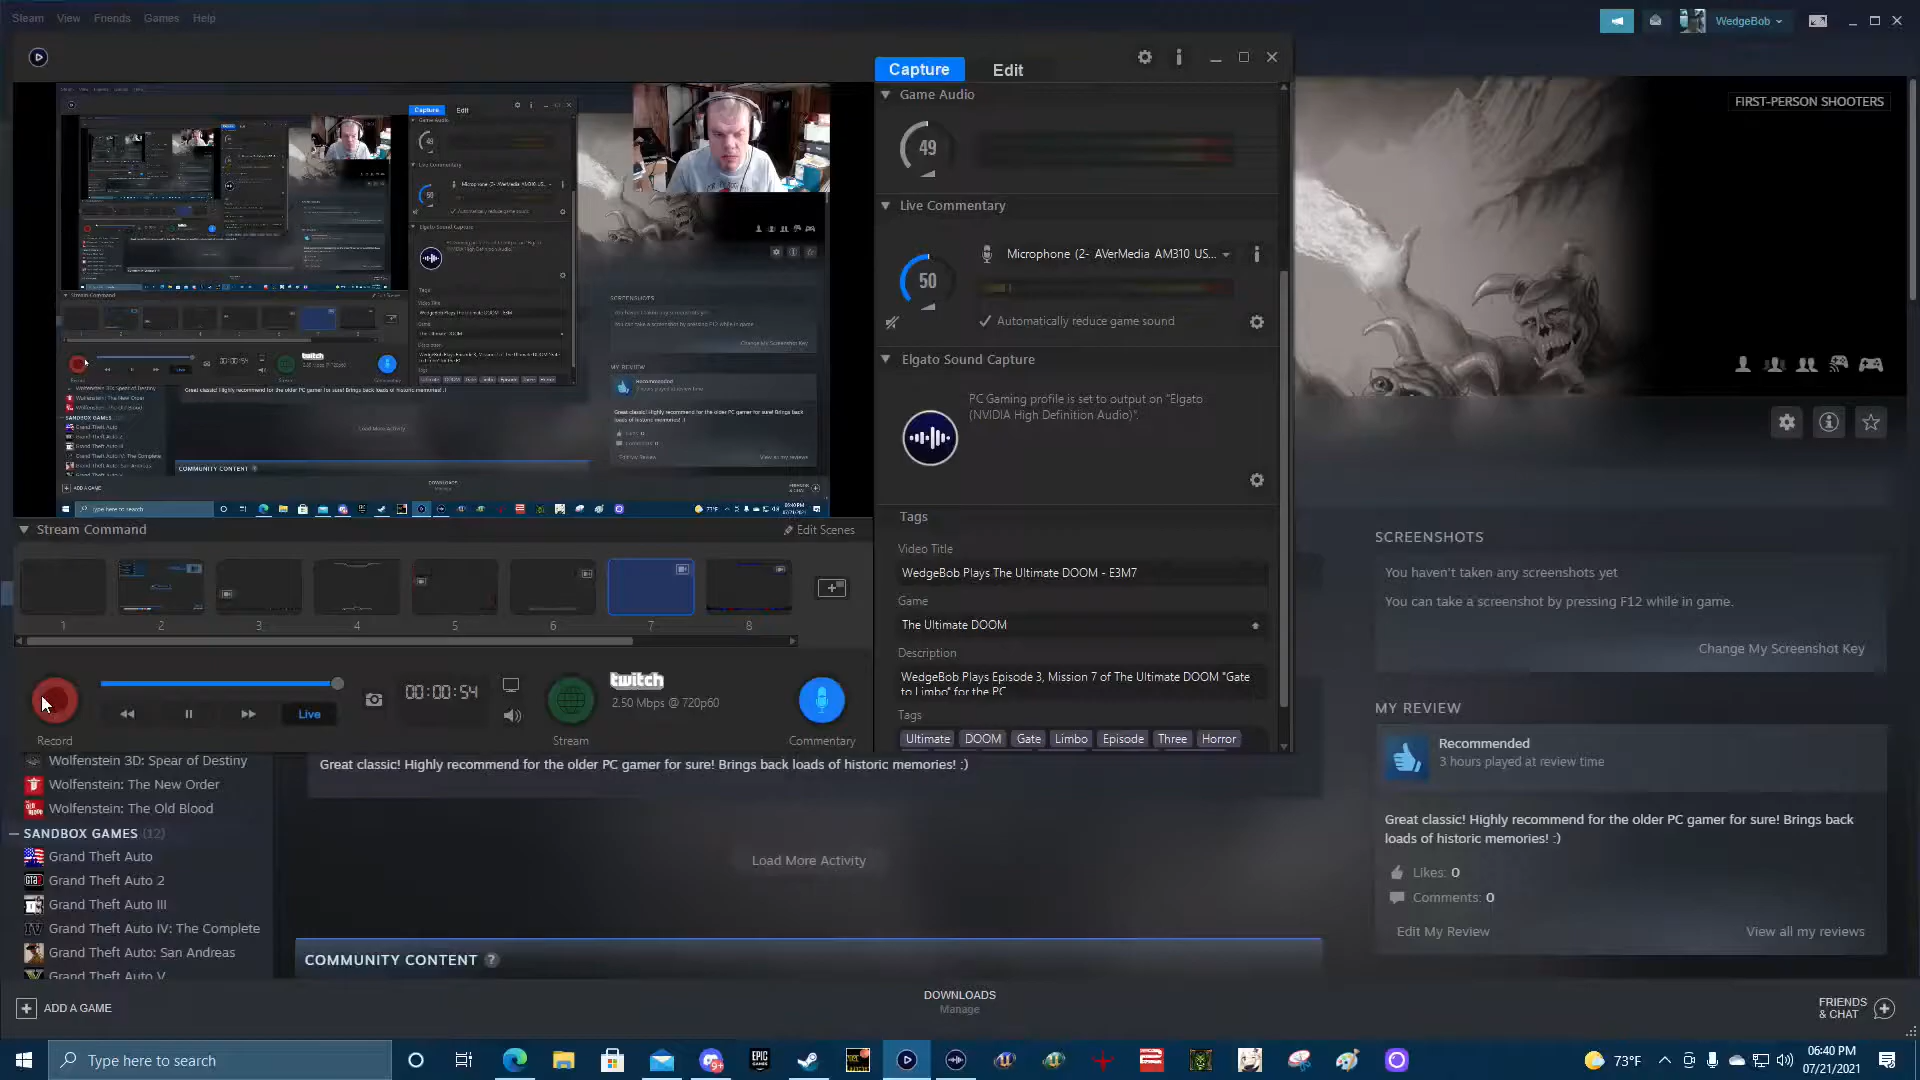 Steam View Friends Games Help
WedgeBob
Capture Edit
FIRST-PERSON SHOOTERS
Game Audio
49
Live Commentary
Microphone (2- AVerMedia AM310 US...
50
Automatically reduce game sound
Elgato Sound Capture
PC Gaming profile is set to output on "Elgato
(NVIDIA High Definition Audio)".
Tags
Video Title
WedgeBob Plays The Ultimate DOOM - E3M7
Game
The Ultimate DOOM
Description
WedgeBob Plays Episode 3, Mission 7 of The Ultimate DOOM "Gate
to Limbo" for the PC
Tags
Ultimate DOOM Gate Limbo Episode Three Horror
Stream Command
Edit Scenes
1 2 3 4 5 6 7 8
00:00:54
Live
twitch
2.50 Mbps @ 720p60
Record
Stream
Commentary
Wolfenstein 3D: Spear of Destiny
Wolfenstein: The New Order
Wolfenstein: The Old Blood
SANDBOX GAMES (12)
Grand Theft Auto
Grand Theft Auto 2
Grand Theft Auto III
Grand Theft Auto IV: The Complete
Grand Theft Auto: San Andreas
Grand Theft Auto V
Great classic! Highly recommend for the older PC gamer for sure! Brings back loads of historic memories! :)
Load More Activity
COMMUNITY CONTENT ?
SCREENSHOTS
You haven't taken any screenshots yet
You can take a screenshot by pressing F12 while in game.
Change My Screenshot Key
MY REVIEW
Recommended
3 hours played at review time
Great classic! Highly recommend for the older PC gamer for sure! Brings back
loads of historic memories! :)
Likes: 0
Comments: 0
Edit My Review
View all my reviews
ADD A GAME
DOWNLOADS
Manage
FRIENDS
& CHAT
Type here to search
73°F
06:40 PM
07/21/2021